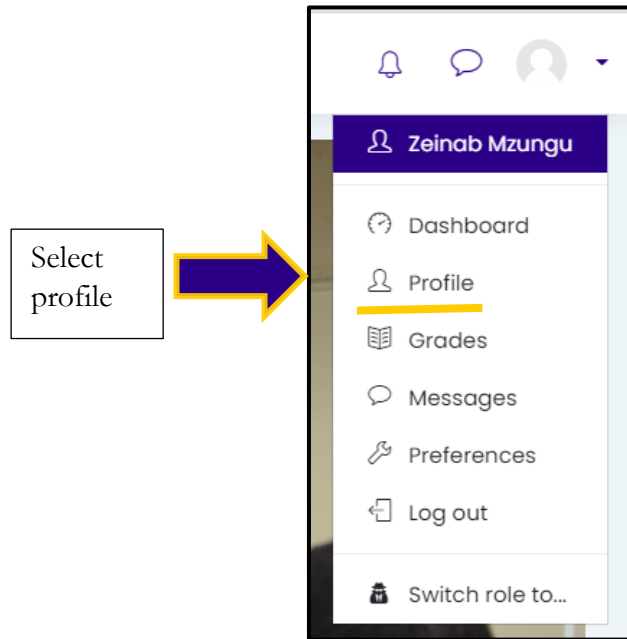 Zeinab Mzungu
Dashboard
Select
profile
Profile
Grades
Messages
Preferences
Log out
Switch role to...